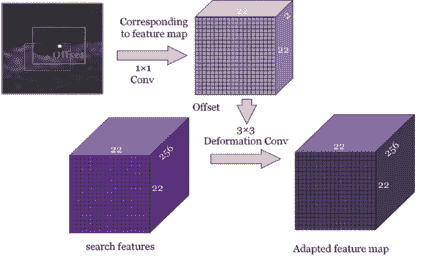 Corresponding
to feature map
1×1
Conv
Offset
22
2
22
Offset
3×3
Deformation Conv
22
256
22
search features
22
256
22
Adapted feature map